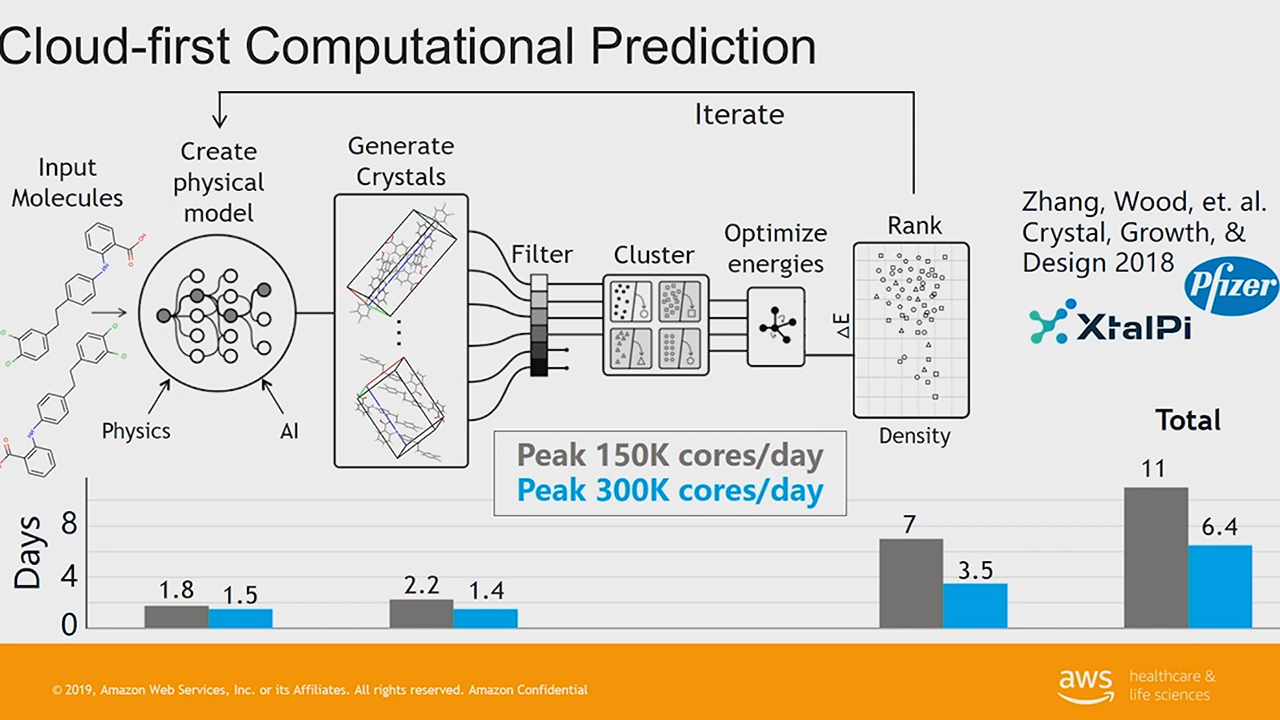 Cloud-first Computational Prediction
Iterate
Input
Molecules
Create
physical
model
Generate
Crystals
Filter
Cluster
Optimize
energies
Rank
ΔE
Density
Physics
AI
Zhang, Wood, et. al.
Crystal, Growth, &
Design 2018
Pfizer
XtalPi
Peak 150K cores/day
Peak 300K cores/day
Total
Days
8
4
0
1.8
1.5
2.2
1.4
7
3.5
11
6.4
© 2019, Amazon Web Services, Inc. or its Affiliates. All rights reserved. Amazon Confidential
aws
healthcare &
life sciences